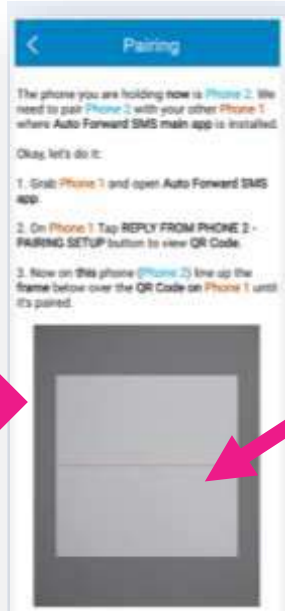 Pairing
The phone you are holding now is Phone 2. We
need to pair Phone 2 with your other Phone 1
where Auto Forward SMS main app is installed.
Okay, let's do it:
1. Grab Phone 1 and open Auto Forward SMS
app.
2. On Phone 1 Tap REPLY FROM PHONE 2 -
PAIRING SETUP button to view QR Code.
3. Now on this phone (Phone 2) line up the
frame below over the QR Code on Phone 1 until
it's paired.